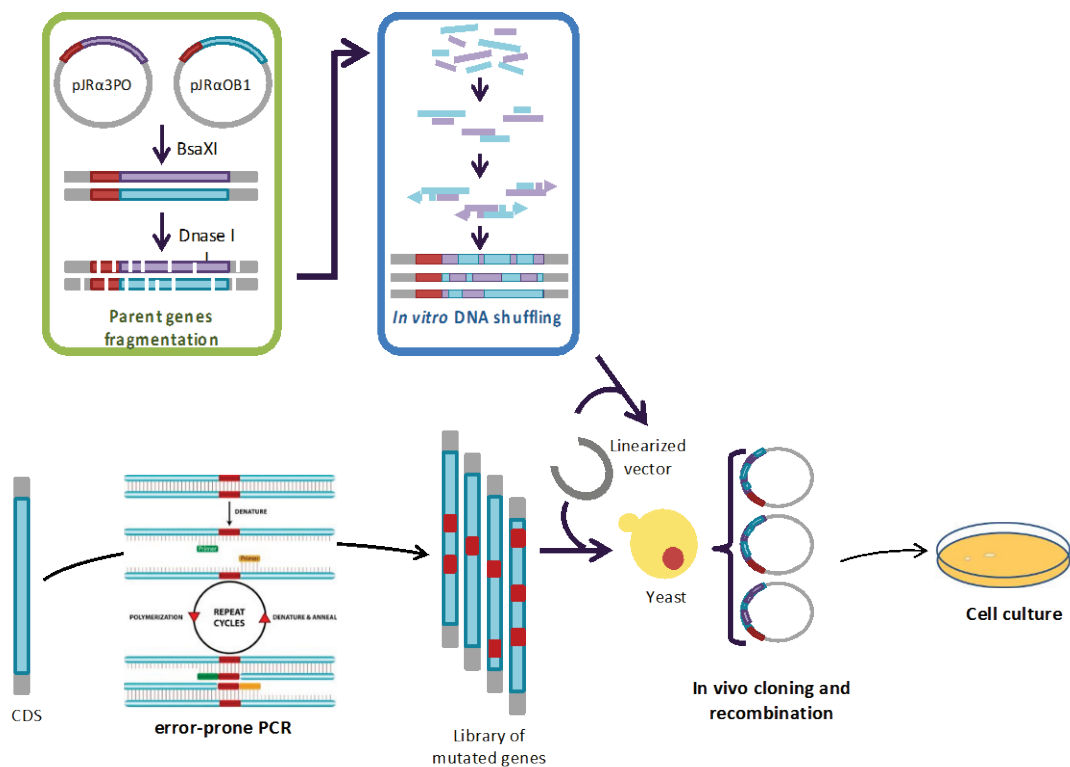 pJRα3PO
pJRαOB1
BsaXI
Dnase I
Parent genes
fragmentation
In vitro DNA shuffling
Linearized
vector
DENATURE
Primer
Primer
POLYMERIZATION
REPEAT
CYCLES
DENATURE & ANNEAL
CDS
error-prone PCR
Library of
mutated genes
Yeast
In vivo cloning and
recombination
Cell culture